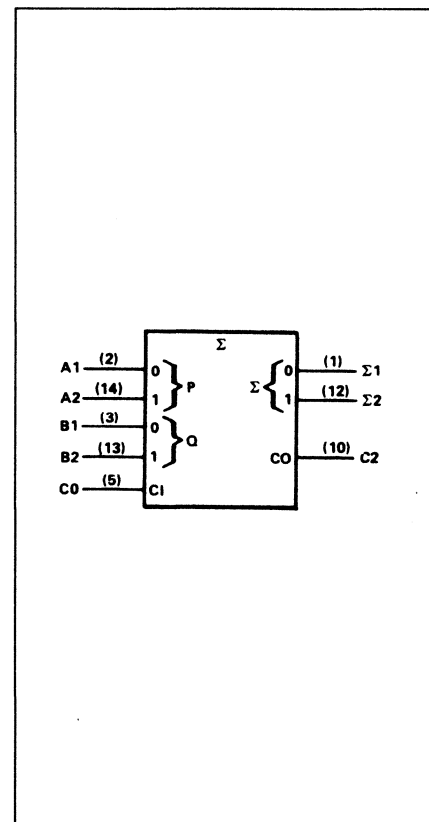 Σ
A1 (2) 0 P Σ 0 (1) Σ1
A2 (14) 1 1 (12) Σ2
B1 (3) 0 Q
B2 (13) 1 CO (10) C2
C0 (5) CI